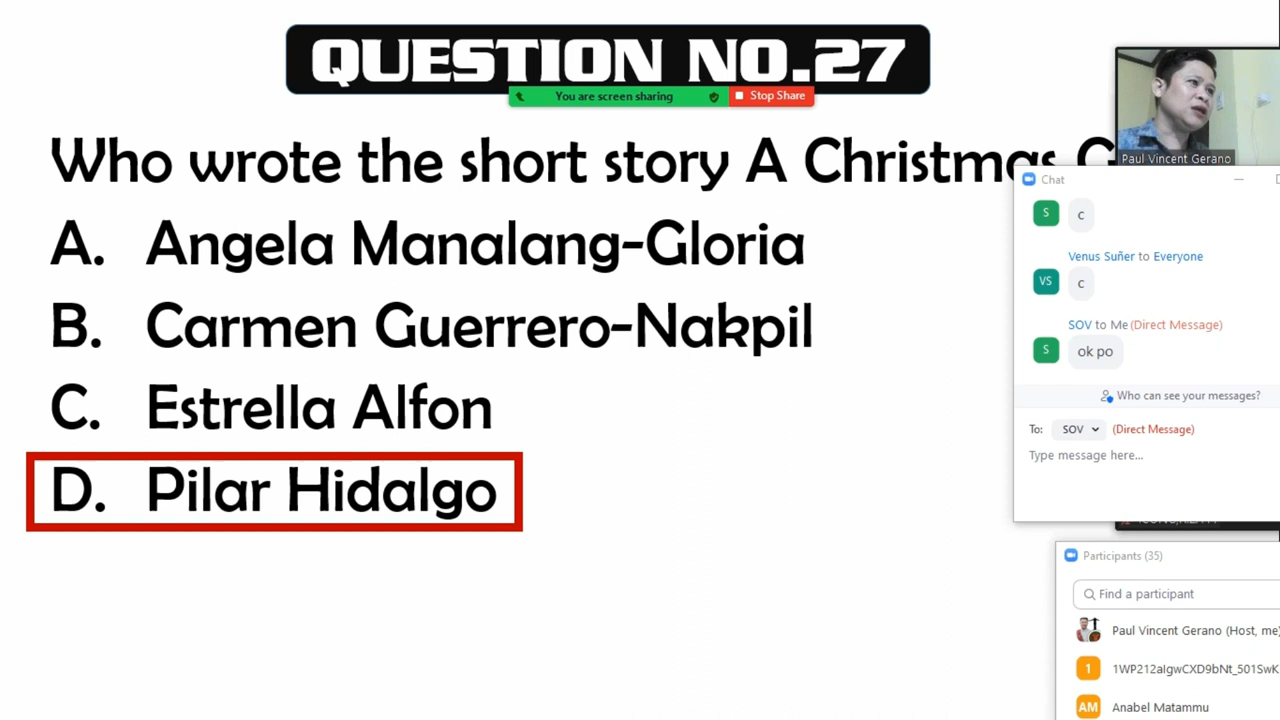 QUESTION NO.27
You are screen sharing
Stop Share
Who wrote the short story A Christmas
A. Angela Manalang-Gloria
B. Carmen Guerrero-Nakpil
C. Estrella Alfon
D. Pilar Hidalgo
Paul Vincent Gerano
Chat
S
c
Venus Suñer to Everyone
VS
c
SOV to Me (Direct Message)
S
ok po
Who can see your messages?
To: SOV (Direct Message)
Type message here...
Participants (35)
Find a participant
Paul Vincent Gerano (Host, me)
1 1WP212aIgwCXD9bNt_501SwK
AM Anabel Matammu